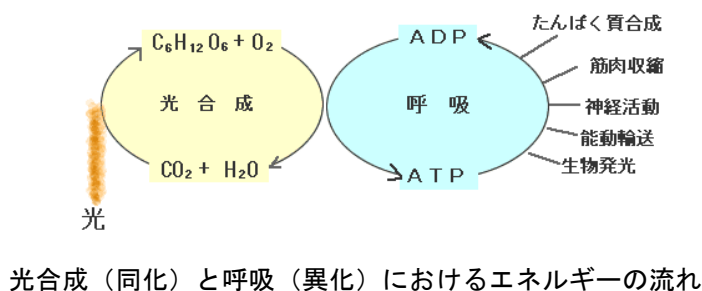 C₆H₁₂O₆ + O₂
光合成
CO₂ + H₂O
光
ADP
呼吸
ATP
たんぱく質合成
筋肉収縮
神経活動
能動輸送
生物発光
光合成（同化）と呼吸（異化）におけるエネルギーの流れ